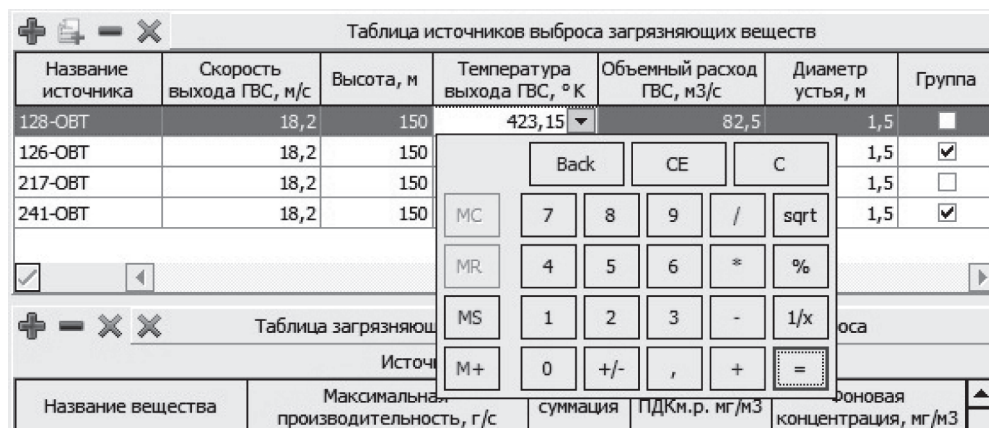 Таблица источников выброса загрязняющих веществ
Название источника
Скорость выхода ГВС, м/с
Высота, м
Температура выхода ГВС, °К
Объемный расход ГВС, м3/с
Диаметр устья, м
Группа
128-ОВТ 18,2 150 423,15 82,5 1,5
126-ОВТ 18,2 150 1,5
217-ОВТ 18,2 150 1,5
241-ОВТ 18,2 150 1,5
Back CE C
MC 7 8 9 / sqrt
MR 4 5 6 * %
MS 1 2 3 - 1/x
M+ 0 +/- , + =
Таблица загрязняющ
оса
Источ
Название вещества
Максимальная производительность, г/с
суммация
ПДКм.р. мг/м3
Фоновая концентрация, мг/м3